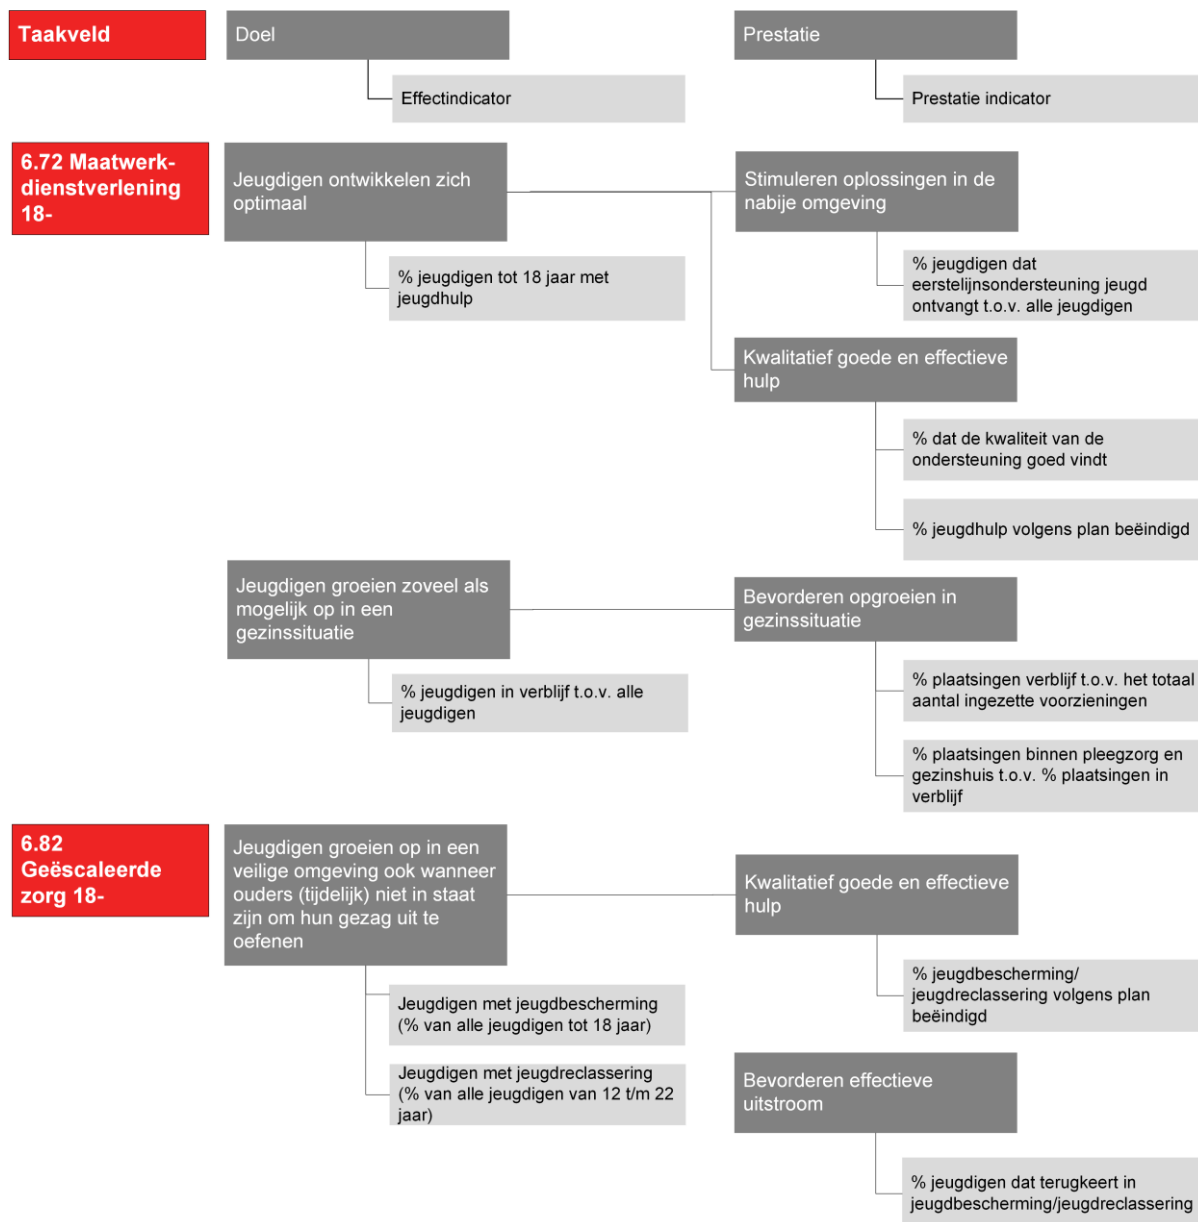 Taakveld
Doel
Prestatie
Effectindicator
Prestatie indicator
6.72 Maatwerk-
dienstverlening
18-
Jeugdigen ontwikkelen zich
optimaal
Stimuleren oplossingen in de
nabije omgeving
% jeugdigen tot 18 jaar met
jeugdhulp
% jeugdigen dat
eerstelijnsondersteuning jeugd
ontvangt t.o.v. alle jeugdigen
Kwalitatief goede en effectieve
hulp
% dat de kwaliteit van de
ondersteuning goed vindt
% jeugdhulp volgens plan beëindigd
Jeugdigen groeien zoveel als
mogelijk op in een
gezinssituatie
Bevorderen opgroeien in
gezinssituatie
% jeugdigen in verblijf t.o.v. alle
jeugdigen
% plaatsingen verblijf t.o.v. het totaal
aantal ingezette voorzieningen
% plaatsingen binnen pleegzorg en
gezinshuis t.o.v. % plaatsingen in
verblijf
6.82
Geëscaleerde
zorg 18-
Jeugdigen groeien op in een
veilige omgeving ook wanneer
ouders (tijdelijk) niet in staat
zijn om hun gezag uit te
oefenen
Kwalitatief goede en effectieve
hulp
Jeugdigen met jeugdbescherming
(% van alle jeugdigen tot 18 jaar)
% jeugdbescherming/
jeugdreclassering volgens plan
beëindigd
Jeugdigen met jeugdreclassering
(% van alle jeugdigen van 12 t/m 22
jaar)
Bevorderen effectieve
uitstroom
% jeugdigen dat terugkeert in
jeugdbescherming/jeugdreclassering